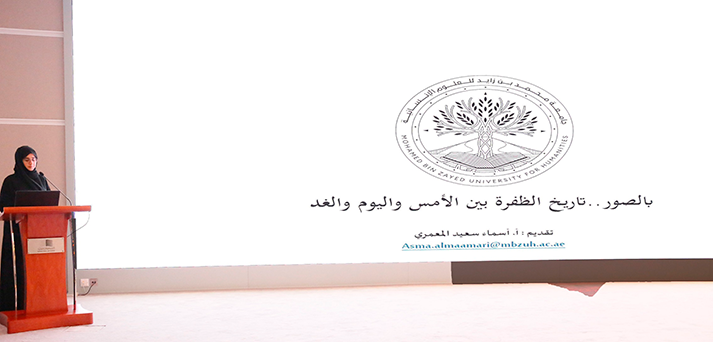 جامعة محمد بن زايد للعلوم الإنسانية
MOHAMED BIN ZAYED UNIVERSITY FOR HUMANITIES
بالصور..تاريخ الظفرة بين الأمس واليوم والغد
تقديم : أ. أسماء سعيد المعمري
Asma.almaamari@mbzuh.ac.ae